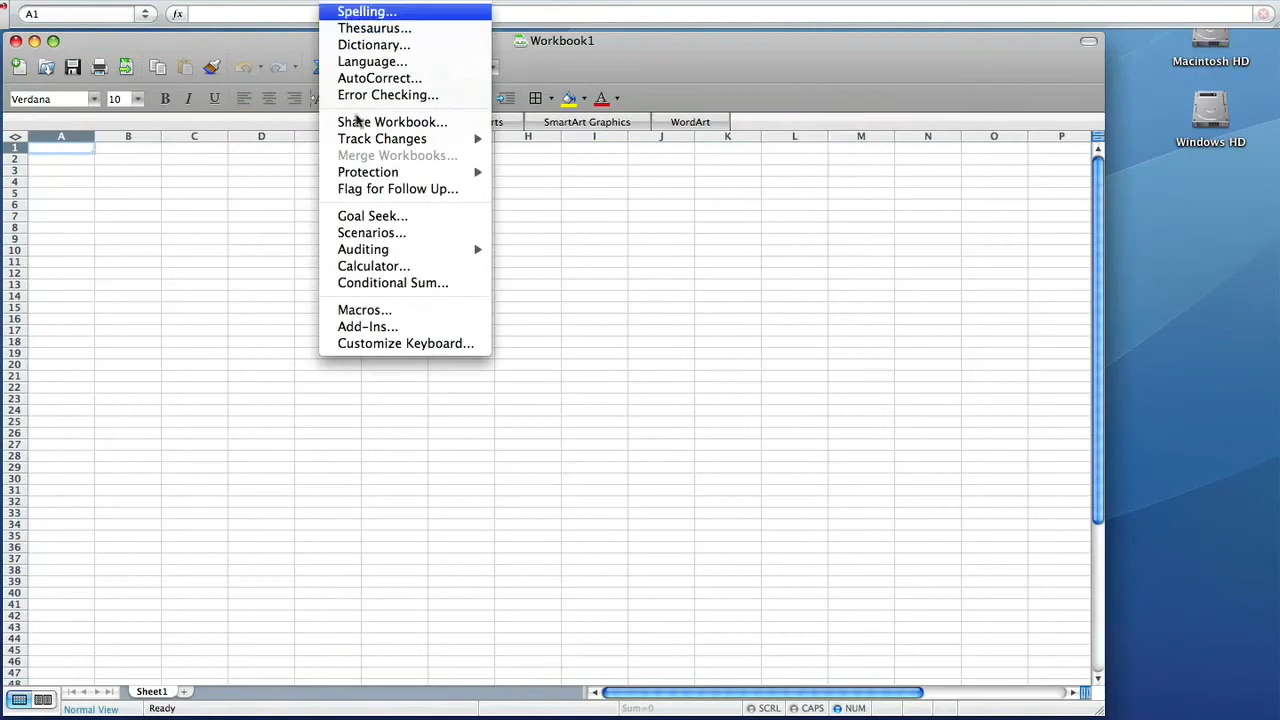 A1
fx
Spelling...
Thesaurus...
Dictionary...
Language...
AutoCorrect...
Error Checking...
Share Workbook...
Track Changes
Merge Workbooks...
Protection
Flag for Follow Up...
Goal Seek...
Scenarios...
Auditing
Calculator...
Conditional Sum...
Macros...
Add-Ins...
Customize Keyboard...
Workbook1
Macintosh HD
Windows HD
Verdana 10 B I U A
rts SmartArt Graphics WordArt
A B C D H I J K L M N O P
1
2
3
4
5
6
7
8
9
10
11
12
13
14
15
16
17
18
19
20
21
22
23
24
25
26
27
28
29
30
31
32
33
34
35
36
37
38
39
40
41
42
43
44
45
46
47
48
Sheet1
Normal View Ready Sum=0 SCRL CAPS NUM